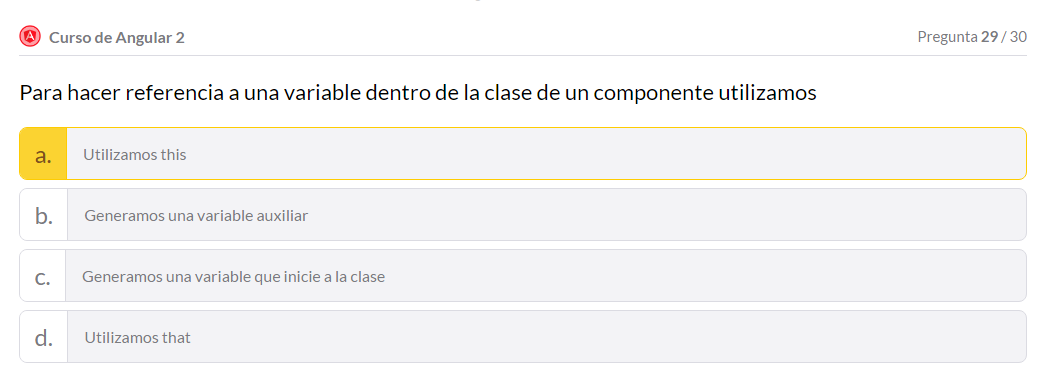 Curso de Angular 2
Pregunta 29 / 30
Para hacer referencia a una variable dentro de la clase de un componente utilizamos
a. Utilizamos this
b. Generamos una variable auxiliar
c. Generamos una variable que inicie a la clase
d. Utilizamos that